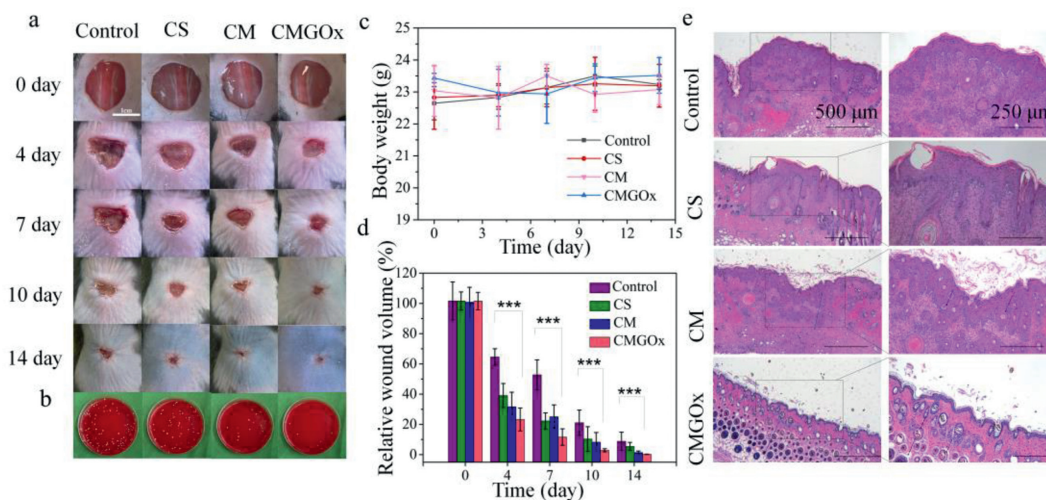 a
Control CS CM CMGOx
0 day
4 day
7 day
10 day
14 day
b
c
Body weight (g)
25
24
23
22
21
20
19
Control
CS
CM
CMGOx
0 3 6 9 12 15
Time (day)
d
Relative wound volume (%)
120
100
80
60
40
20
0
Control
CS
CM
CMGOx
***
***
***
***
0 4 7 10 14
Time (day)
e
Control
500 μm
250 μm
CS
CM
CMGOx